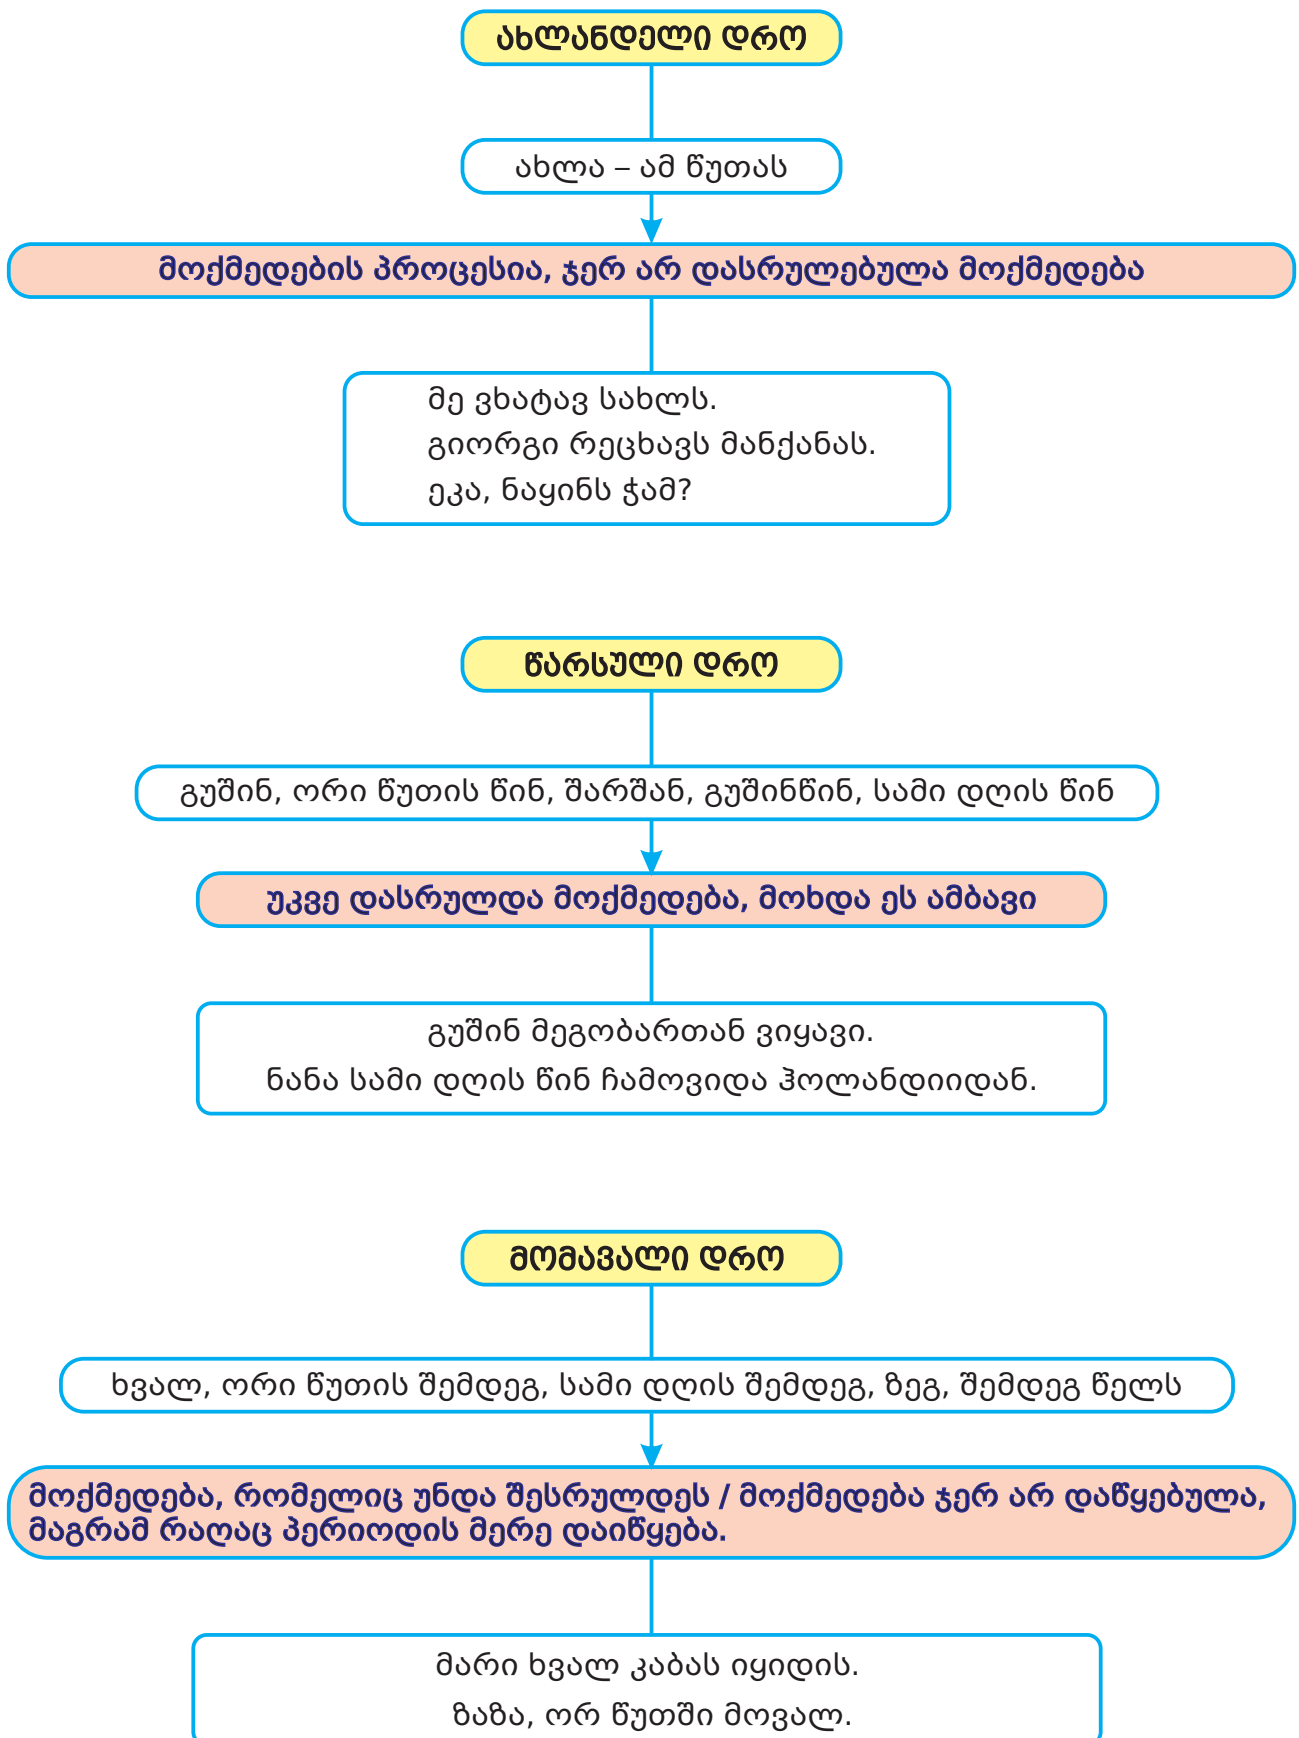 ახლანდელი დრო
ახლა – ამ წუთას
მოქმედების პროცესია, ჯერ არ დასრულებულა მოქმედება
მე ვხატავ სახლს.
გიორგი რეცხავს მანქანას.
ეკა, ნაყინს ჭამ?
წარსული დრო
გუშინ, ორი წუთის წინ, შარშან, გუშინწინ, სამი დღის წინ
უკვე დასრულდა მოქმედება, მოხდა ეს ამბავი
გუშინ მეგობართან ვიყავი.
ნანა სამი დღის წინ ჩამოვიდა ჰოლანდიიდან.
მომავალი დრო
ხვალ, ორი წუთის შემდეგ, სამი დღის შემდეგ, ზეგ, შემდეგ წელს
მოქმედება, რომელიც უნდა შესრულდეს / მოქმედება ჯერ არ დაწყებულა,
მაგრამ რაღაც პერიოდის მერე დაიწყება.
მარი ხვალ კაბას იყიდის.
ზაზა, ორ წუთში მოვალ.